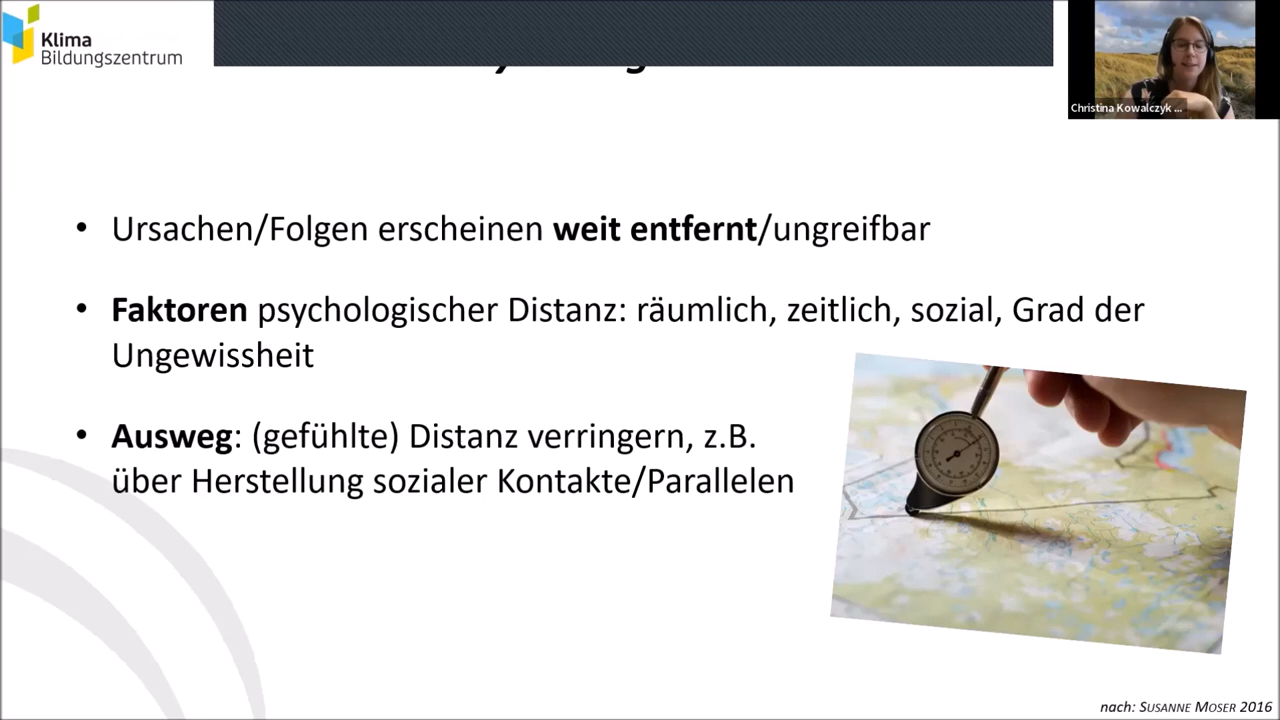 Klima
Bildungszentrum
Christina Kowalczyk ...
• Ursachen/Folgen erscheinen weit entfernt/ungreifbar
• Faktoren psychologischer Distanz: räumlich, zeitlich, sozial, Grad der
Ungewissheit
• Ausweg: (gefühlte) Distanz verringern, z.B.
über Herstellung sozialer Kontakte/Parallelen
nach: SUSANNE MOSER 2016